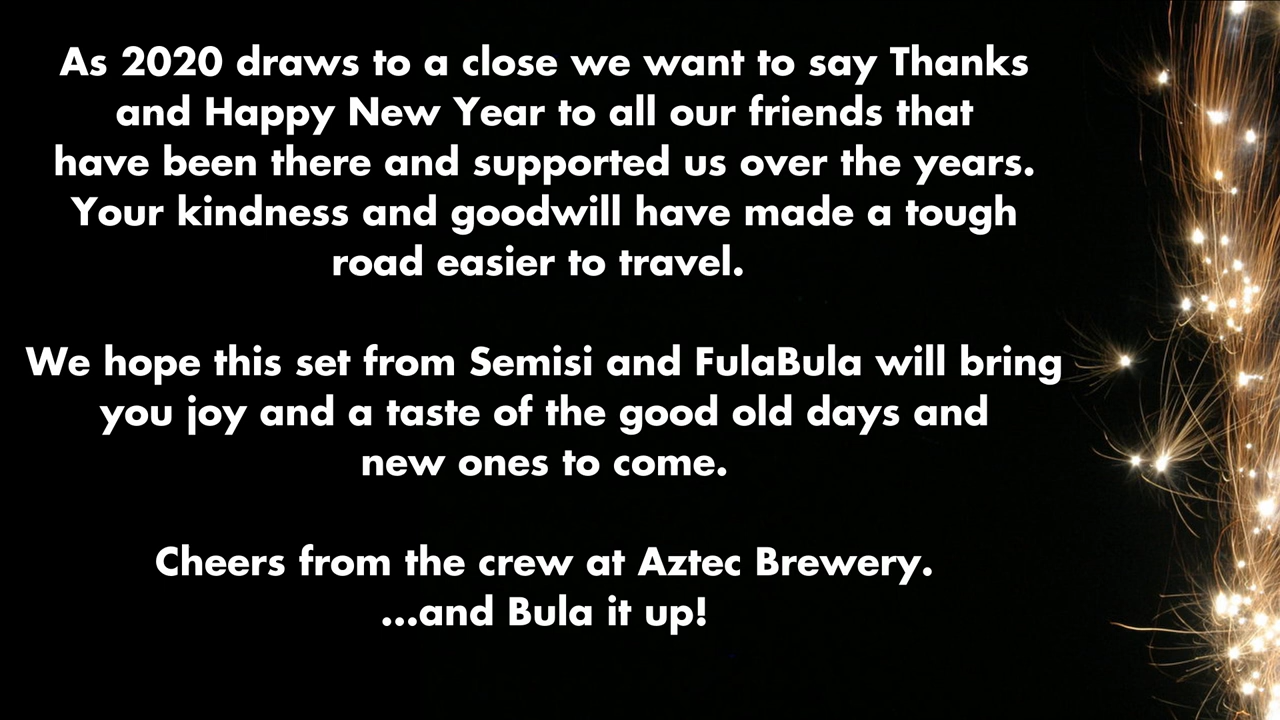 As 2020 draws to a close we want to say Thanks
and Happy New Year to all our friends that
have been there and supported us over the years.
Your kindness and goodwill have made a tough
road easier to travel.
We hope this set from Semisi and FulaBula will bring
you joy and a taste of the good old days and
new ones to come.
Cheers from the crew at Aztec Brewery.
...and Bula it up!